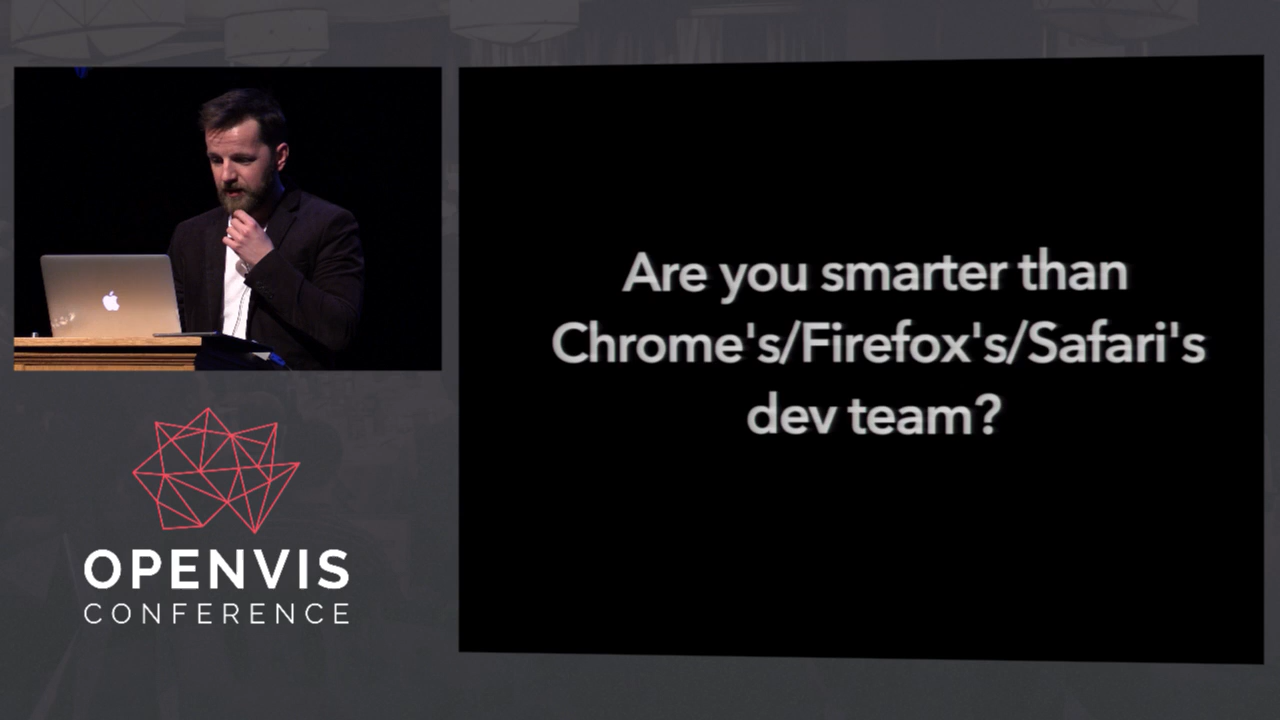 Are you smarter than
Chrome's/Firefox's/Safari's
dev team?
OPENVIS
CONFERENCE